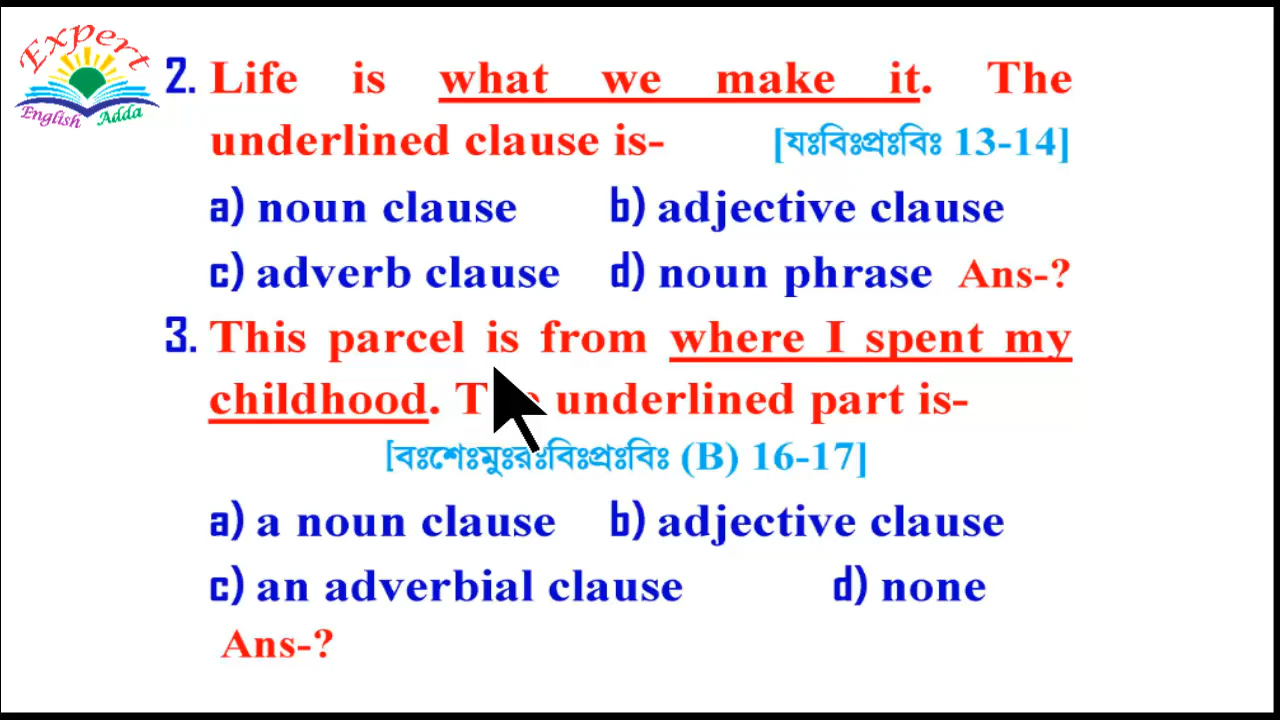 Expert
English Adda
2. Life is what we make it. The
underlined clause is- [যঃবিঃপ্রঃবিঃ 13-14]
a) noun clause b) adjective clause
c) adverb clause d) noun phrase Ans-?
3. This parcel is from where I spent my
childhood. The underlined part is-
[বঃশেঃমুঃরঃবিঃপ্রঃবিঃ (B) 16-17]
a) a noun clause b) adjective clause
c) an adverbial clause d) none
Ans-?